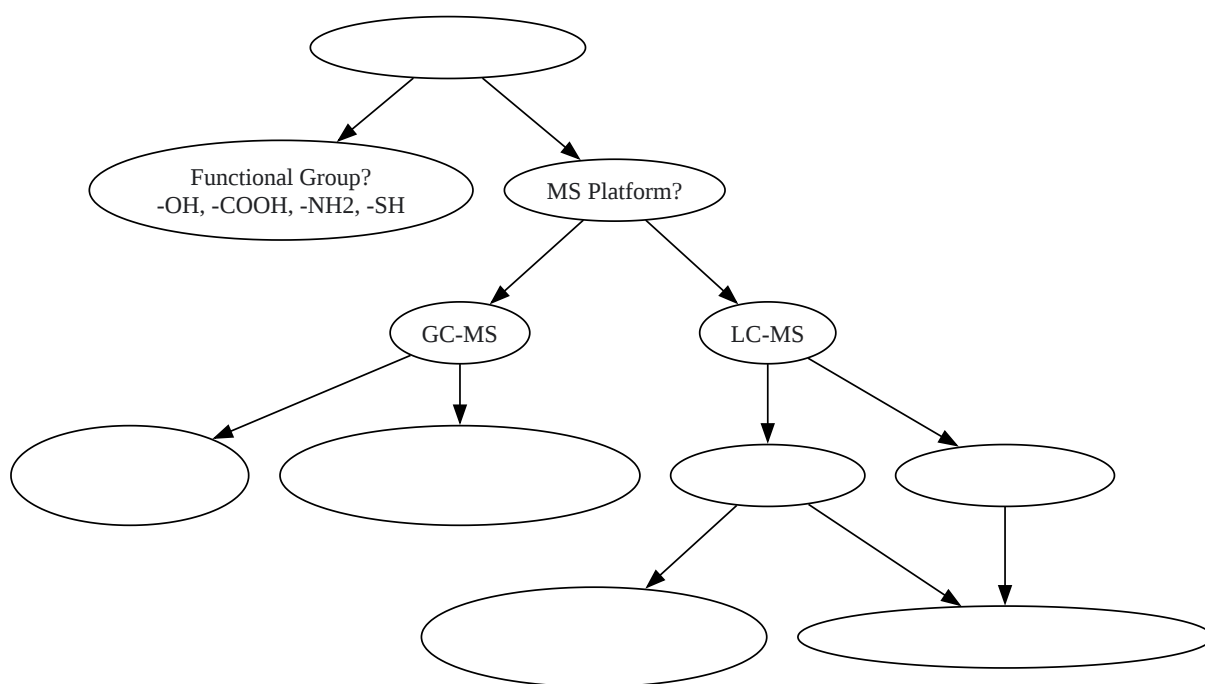 Functional Group?
-OH, -COOH, -NH2, -SH
MS Platform?
GC-MS
LC-MS